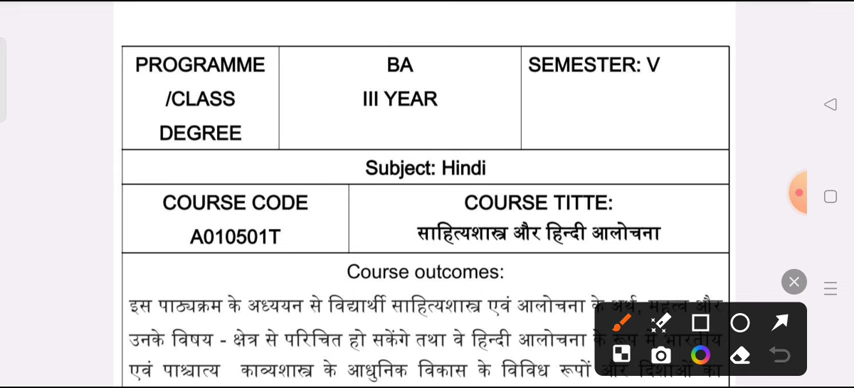 PROGRAMME BA SEMESTER: V
/CLASS III YEAR
DEGREE
Subject: Hindi
COURSE CODE COURSE TITTE:
A010501T साहित्यशास्त्र और हिन्दी आलोचना
Course outcomes:
इस पाठ्यक्रम के अध्ययन से विद्यार्थी साहित्यशास्त्र एवं आलोचना के अर्थ, महत्व और
उनके विषय - क्षेत्र से परिचित हो सकेंगे तथा वे हिन्दी आलोचना के रूप में भारतीय
एवं पाश्चात्य काव्यशास्त्र के आधुनिक विकास के विविध रूपों और दिशाओं का